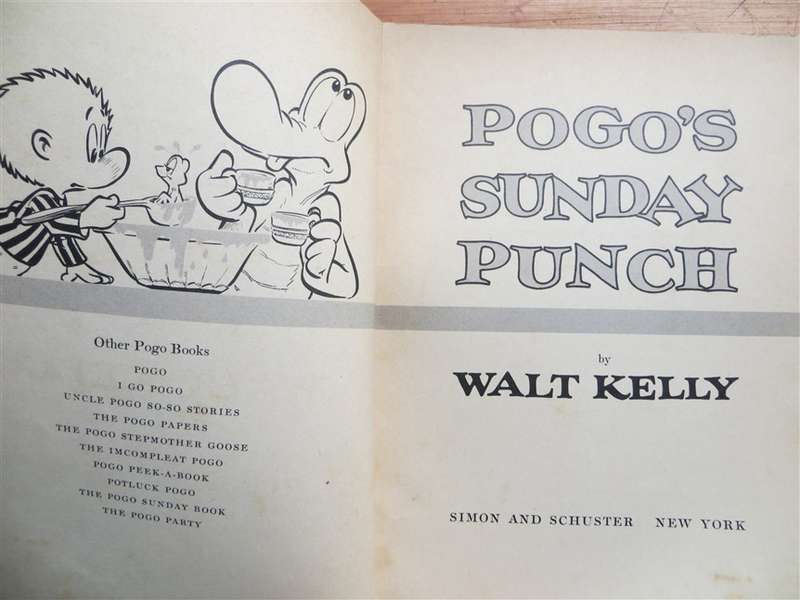 Other Pogo Books
POGO
I GO POGO
UNCLE POGO SO-SO STORIES
THE POGO PAPERS
THE POGO STEPMOTHER GOOSE
THE IMCOMPLEAT POGO
POGO PEEK-A-BOOK
POTLUCK POGO
THE POGO SUNDAY BOOK
THE POGO PARTY
POGO'S
SUNDAY
PUNCH
by
WALT KELLY
SIMON AND SCHUSTER NEW YORK